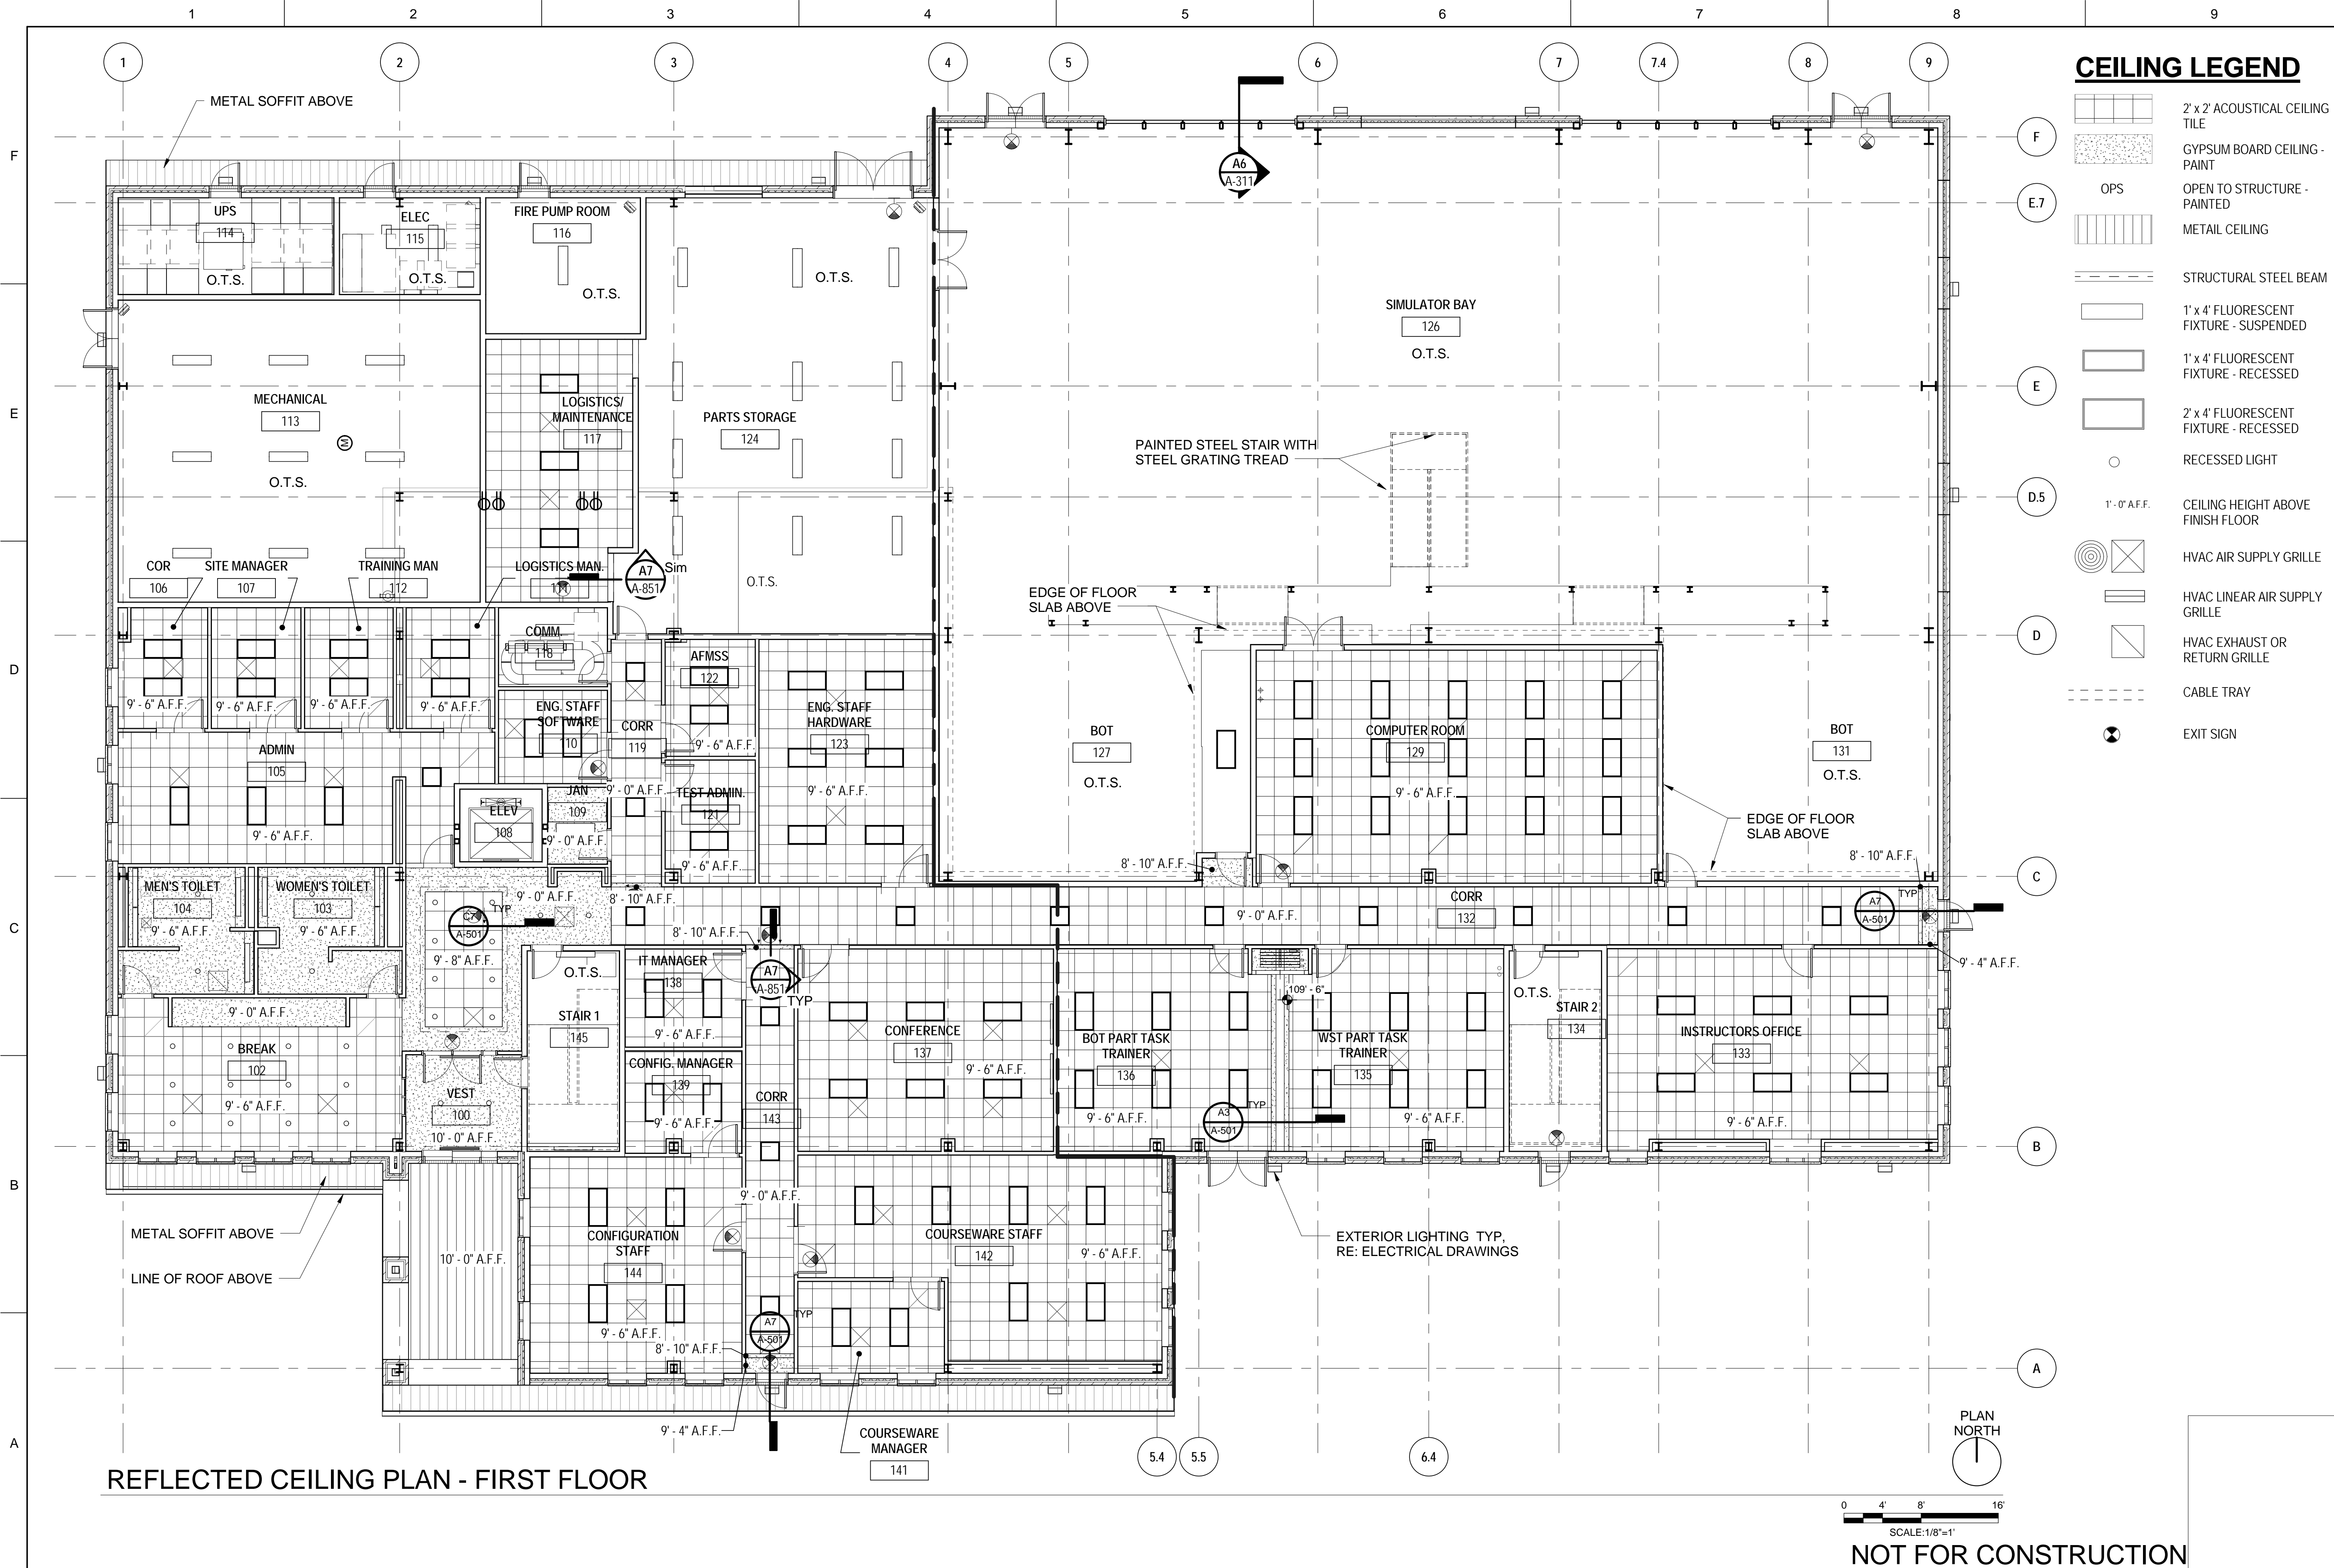 1 2 3 4 5 6 7 8 9
1 2 3 4 5 6 7 7.4 8 9
CEILING LEGEND
2' x 2' ACOUSTICAL CEILING
TILE
GYPSUM BOARD CEILING -
PAINT
OPS
OPEN TO STRUCTURE -
PAINTED
METAIL CEILING
STRUCTURAL STEEL BEAM
1' x 4' FLUORESCENT
FIXTURE - SUSPENDED
1' x 4' FLUORESCENT
FIXTURE - RECESSED
2' x 4' FLUORESCENT
FIXTURE - RECESSED
RECESSED LIGHT
1' - 0" A.F.F.
CEILING HEIGHT ABOVE
FINISH FLOOR
HVAC AIR SUPPLY GRILLE
HVAC LINEAR AIR SUPPLY
GRILLE
HVAC EXHAUST OR
RETURN GRILLE
CABLE TRAY
EXIT SIGN
F
E
D
C
B
A
F
E.7
E
D.5
D
C
B
A
METAL SOFFIT ABOVE
A6
A-311
UPS
114
O.T.S.
ELEC
115
O.T.S.
FIRE PUMP ROOM
116
O.T.S.
O.T.S.
SIMULATOR BAY
126
O.T.S.
MECHANICAL
113
M
O.T.S.
LOGISTICS/
MAINTENANCE
117
PARTS STORAGE
124
PAINTED STEEL STAIR WITH
STEEL GRATING TREAD
COR
106
SITE MANAGER
107
TRAINING MAN
112
LOGISTICS MAN.
111
A7
A-851
Sim
O.T.S.
EDGE OF FLOOR
SLAB ABOVE
COMM.
118
AFMSS
122
9' - 6" A.F.F.
9' - 6" A.F.F.
9' - 6" A.F.F.
9' - 6" A.F.F.
ENG. STAFF
SOFTWARE
110
CORR
119
9' - 6" A.F.F.
ENG. STAFF
HARDWARE
123
9' - 6" A.F.F.
BOT
127
O.T.S.
COMPUTER ROOM
129
9' - 6" A.F.F.
BOT
131
O.T.S.
ADMIN
105
9' - 6" A.F.F.
ELEV
108
JAN
109
9' - 0" A.F.F.
9' - 0" A.F.F.
TEST ADMIN.
121
9' - 6" A.F.F.
EDGE OF FLOOR
SLAB ABOVE
8' - 10" A.F.F.
8' - 10" A.F.F.
MEN'S TOILET
104
9' - 6" A.F.F.
WOMEN'S TOILET
103
9' - 6" A.F.F.
9' - 0" A.F.F.
8' - 10" A.F.F.
C7
A-501
TYP
9' - 8" A.F.F.
8' - 10" A.F.F.
9' - 0" A.F.F.
CORR
132
A7
A-501
TYP
9' - 4" A.F.F.
9' - 0" A.F.F.
BREAK
102
9' - 6" A.F.F.
VEST
100
10' - 0" A.F.F.
O.T.S.
STAIR 1
145
IT MANAGER
138
9' - 6" A.F.F.
A7
A-851
TYP
CONFIG. MANAGER
139
9' - 6" A.F.F.
CORR
143
CONFERENCE
137
9' - 6" A.F.F.
BOT PART TASK
TRAINER
136
9' - 6" A.F.F.
109' - 6"
A3
A-501
TYP
WST PART TASK
TRAINER
135
9' - 6" A.F.F.
O.T.S.
STAIR 2
134
INSTRUCTORS OFFICE
133
9' - 6" A.F.F.
METAL SOFFIT ABOVE
LINE OF ROOF ABOVE
10' - 0" A.F.F.
CONFIGURATION
STAFF
144
9' - 6" A.F.F.
9' - 0" A.F.F.
COURSEWARE STAFF
142
9' - 6" A.F.F.
EXTERIOR LIGHTING TYP,
RE: ELECTRICAL DRAWINGS
A7
A-501
TYP
8' - 10" A.F.F.
9' - 4" A.F.F.
COURSEWARE
MANAGER
141
5.4 5.5 6.4
PLAN
NORTH
REFLECTED CEILING PLAN - FIRST FLOOR
0 4' 8' 16'
SCALE:1/8"=1'
NOT FOR CONSTRUCTION